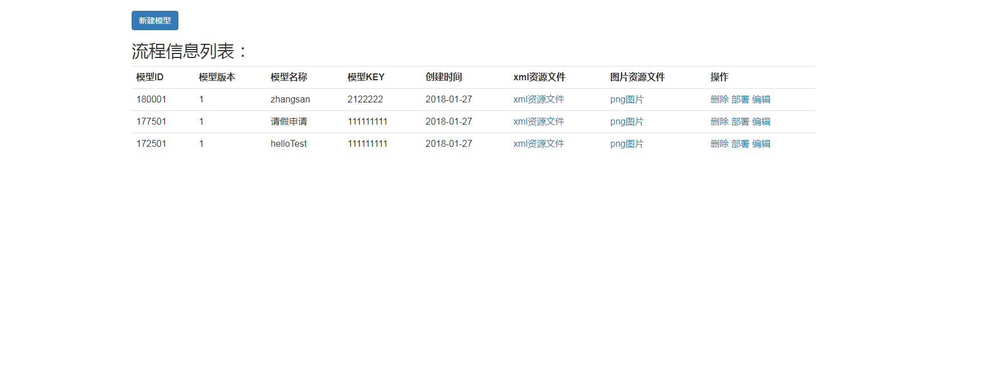 新建模型
流程信息列表：
模型ID 模型版本 模型名称 模型KEY 创建时间 xml资源文件 图片资源文件 操作
180001 1 zhangsan 2122222 2018-01-27 xml资源文件 png图片 删除 部署 编辑
177501 1 请假申请 111111111 2018-01-27 xml资源文件 png图片 删除 部署 编辑
172501 1 helloTest 111111111 2018-01-27 xml资源文件 png图片 删除 部署 编辑